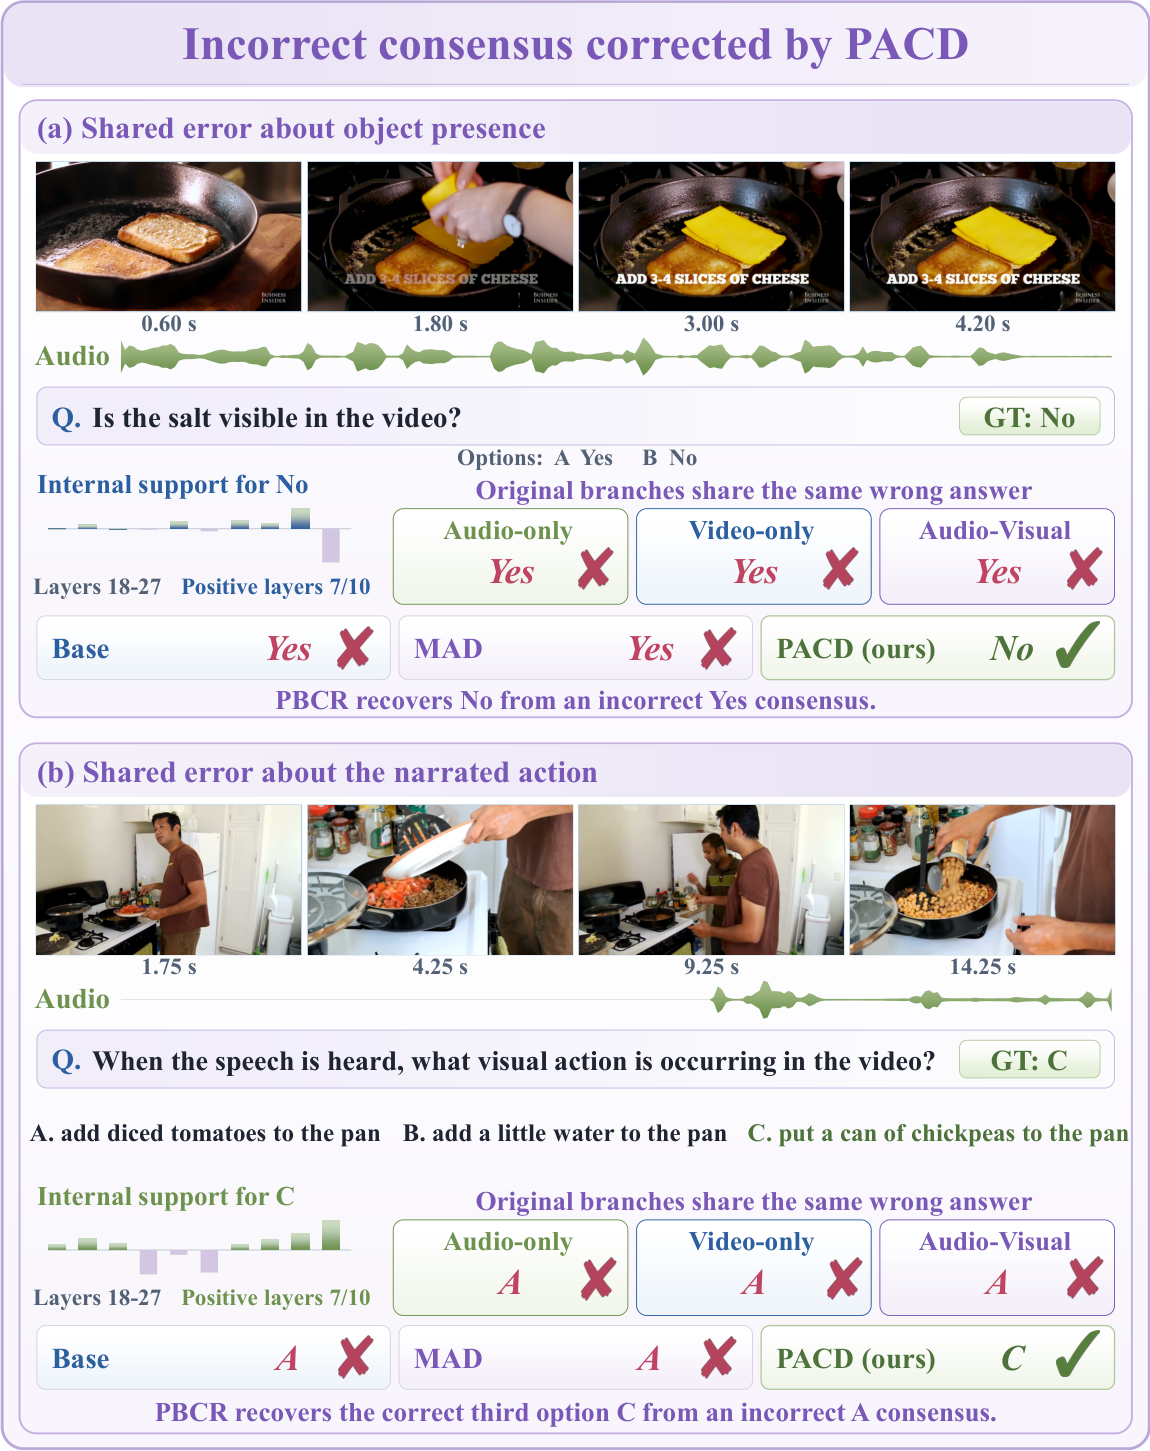 Incorrect consensus corrected by PACD
(a) Shared error about object presence
ADD 3-4 SLICES OF CHEESE
ADD 3-4 SLICES OF CHEESE
ADD 3-4 SLICES OF CHEESE
BUSINESS INSIDER
BUSINESS INSIDER
BUSINESS INSIDER
BUSINESS INSIDER
0.60 s 1.80 s 3.00 s 4.20 s
Audio
Q. Is the salt visible in the video? GT: No
Options: A Yes B No
Internal support for No
Original branches share the same wrong answer
Audio-only Video-only Audio-Visual
Yes Yes Yes
Layers 18-27 Positive layers 7/10
Base Yes MAD Yes PACD (ours) No
PBCR recovers No from an incorrect Yes consensus.
(b) Shared error about the narrated action
1.75 s 4.25 s 9.25 s 14.25 s
Audio
Q. When the speech is heard, what visual action is occurring in the video? GT: C
A. add diced tomatoes to the pan B. add a little water to the pan C. put a can of chickpeas to the pan
Internal support for C
Original branches share the same wrong answer
Audio-only Video-only Audio-Visual
A A A
Layers 18-27 Positive layers 7/10
Base A MAD A PACD (ours) C
PBCR recovers the correct third option C from an incorrect A consensus.